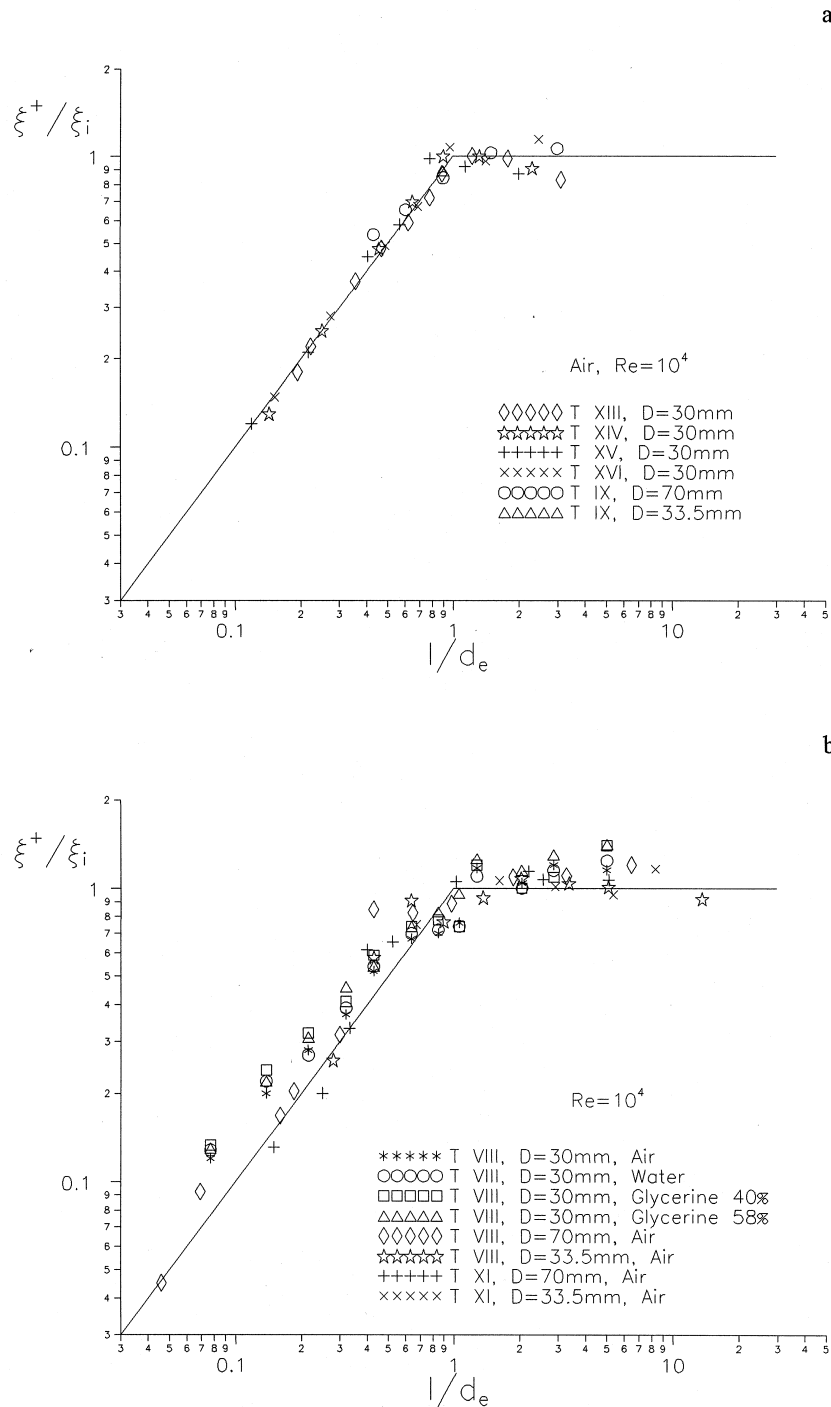 a
ξ⁺/ξᵢ
2
1
9
8
7
6
5
4
3
2
0.1
9
8
7
6
5
4
3
Air, Re=10⁴
T XIII, D=30mm
T XIV, D=30mm
T XV, D=30mm
T XVI, D=30mm
T IX, D=70mm
T IX, D=33.5mm
3 4 5 6 7 8 9 2 3 4 5 6 7 8 9 2 3 4 5 6 7 8 9 2 3 4 5
0.1 1 10
l/dₑ
b
ξ⁺/ξᵢ
2
1
9
8
7
6
5
4
3
2
0.1
9
8
7
6
5
4
3
Re=10⁴
T VIII, D=30mm, Air
T VIII, D=30mm, Water
T VIII, D=30mm, Glycerine 40%
T VIII, D=30mm, Glycerine 58%
T VIII, D=70mm, Air
T VIII, D=33.5mm, Air
T XI, D=70mm, Air
T XI, D=33.5mm, Air
3 4 5 6 7 8 9 2 3 4 5 6 7 8 9 2 3 4 5 6 7 8 9 2 3 4 5
0.1 1 10
l/dₑ